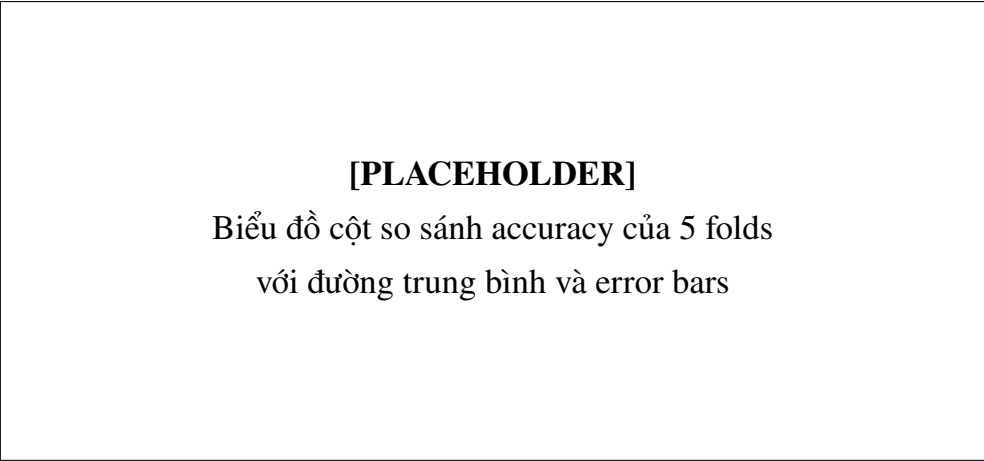 [PLACEHOLDER]
Biểu đồ cột so sánh accuracy của 5 folds
với đường trung bình và error bars